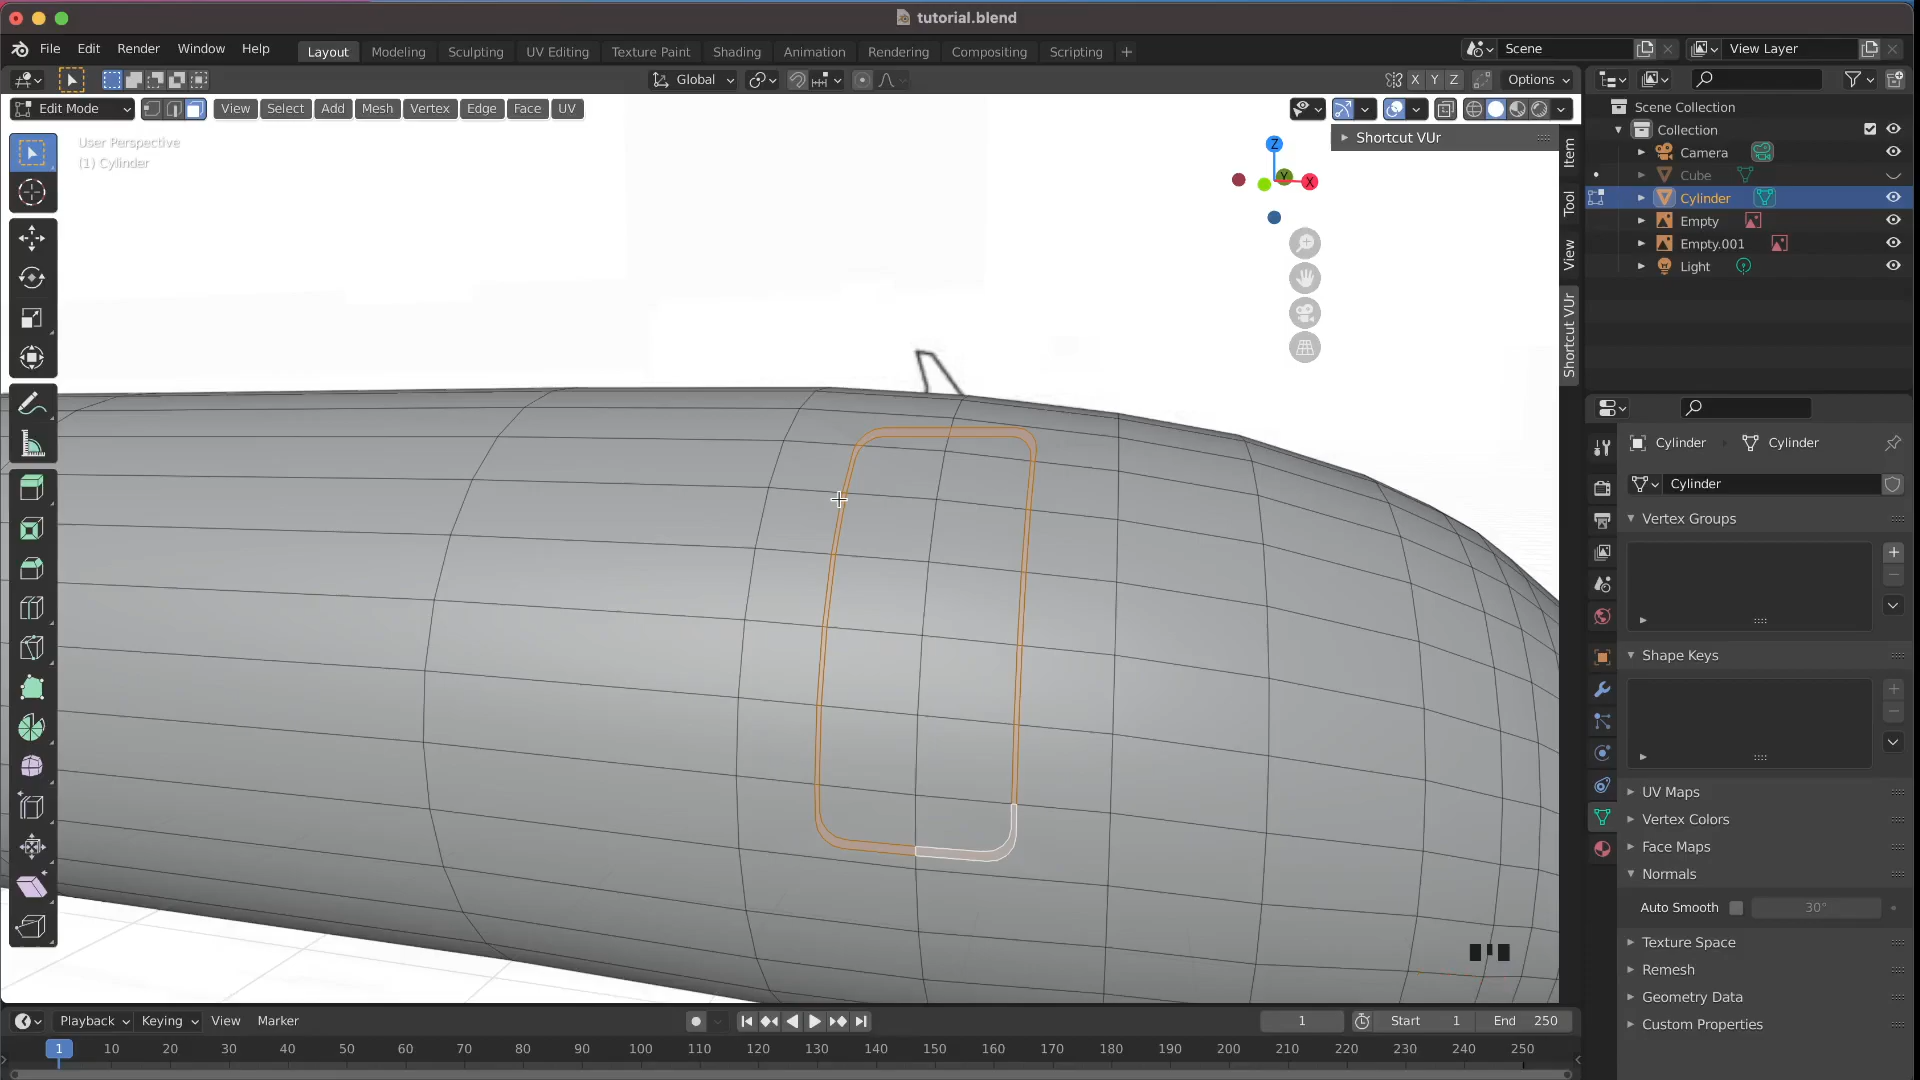 tutorial.blend
File Edit Render Window Help Layout Modeling Sculpting UV Editing Texture Paint Shading Animation Rendering Compositing Scripting + Scene View Layer
Global X Y Z Options
Edit Mode View Select Add Mesh Vertex Edge Face UV
User Perspective
(1) Cylinder
Shortcut VUr
Z
Y
X
Item
Tool
View
Shortcut VUr
Scene Collection
Collection
Camera
Cube
Cylinder
Empty
Empty.001
Light
Cylinder Cylinder
Cylinder
Vertex Groups
Shape Keys
UV Maps
Vertex Colors
Face Maps
Normals
Auto Smooth 30°
Texture Space
Remesh
Geometry Data
Custom Properties
Playback Keying View Marker 1 Start 1 End 250
1 10 20 30 40 50 60 70 80 90 100 110 120 130 140 150 160 170 180 190 200 210 220 230 240 250